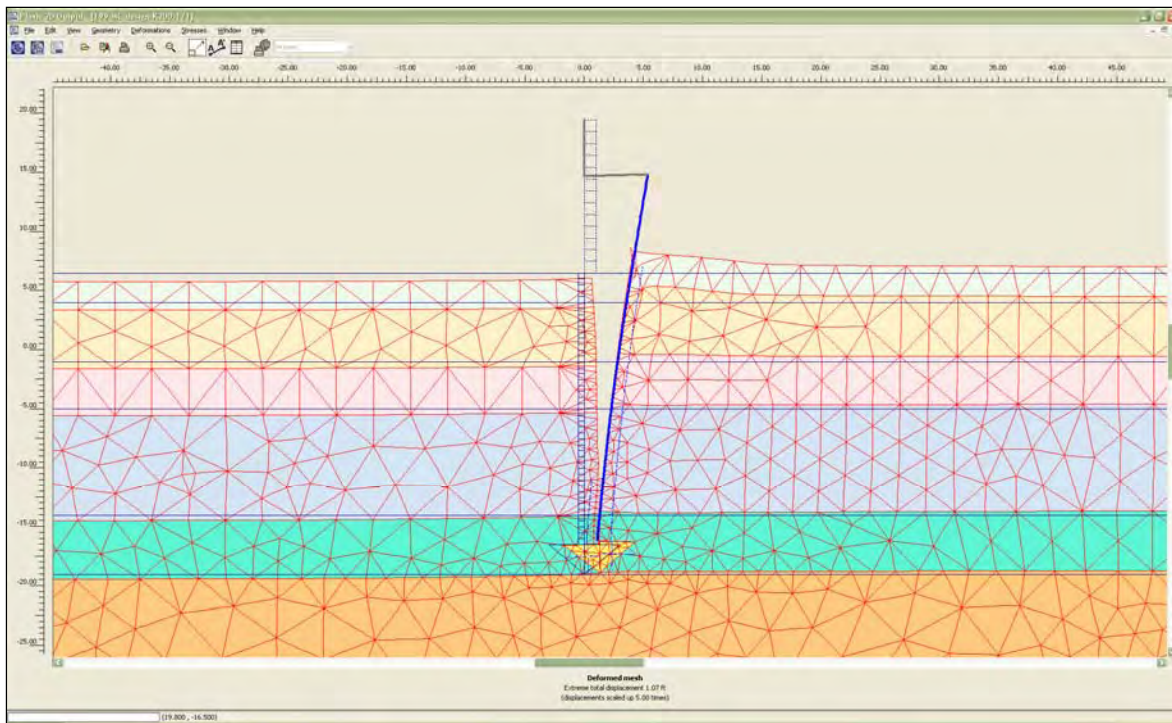 File Edit View Geometry Deformations Stresses Window Help
-40.00 -35.00 -30.00 -25.00 -20.00 -15.00 -10.00 -5.00 0.00 5.00 10.00 15.00 20.00 25.00 30.00 35.00 40.00 45.00
20.00
15.00
10.00
5.00
0.00
-5.00
-10.00
-15.00
-20.00
-25.00
Deformed mesh
Extreme total displacement 1.07 ft
(displacements scaled up 5.00 times)
(19.800 , -16.500)